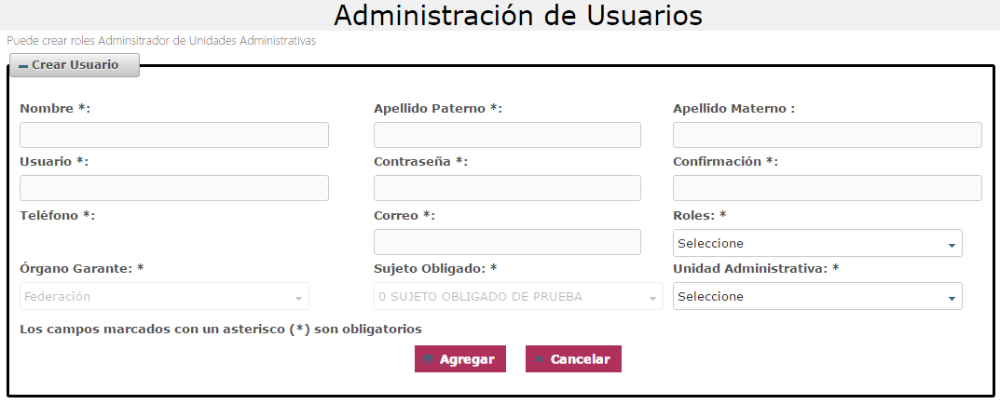 Administración de Usuarios
Puede crear roles Adminsitrador de Unidades Administrativas
Crear Usuario
Nombre *: Apellido Paterno *: Apellido Materno :
Usuario *: Contraseña *: Confirmación *:
Teléfono *: Correo *: Roles: *
Seleccione
Órgano Garante: * Sujeto Obligado: * Unidad Administrativa: *
Federación 0 SUJETO OBLIGADO DE PRUEBA Seleccione
Los campos marcados con un asterisco (*) son obligatorios
Agregar Cancelar